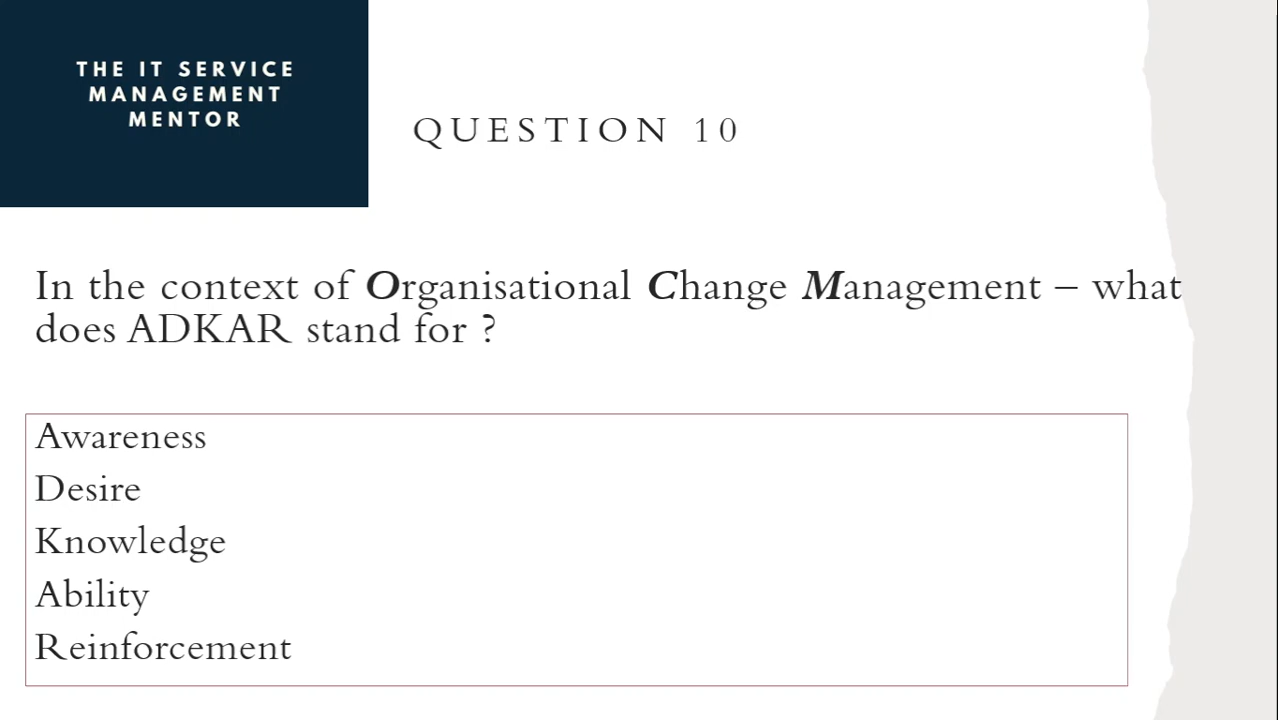 THE IT SERVICE
MANAGEMENT
MENTOR
QUESTION 10
In the context of Organisational Change Management – what
does ADKAR stand for ?
Awareness
Desire
Knowledge
Ability
Reinforcement